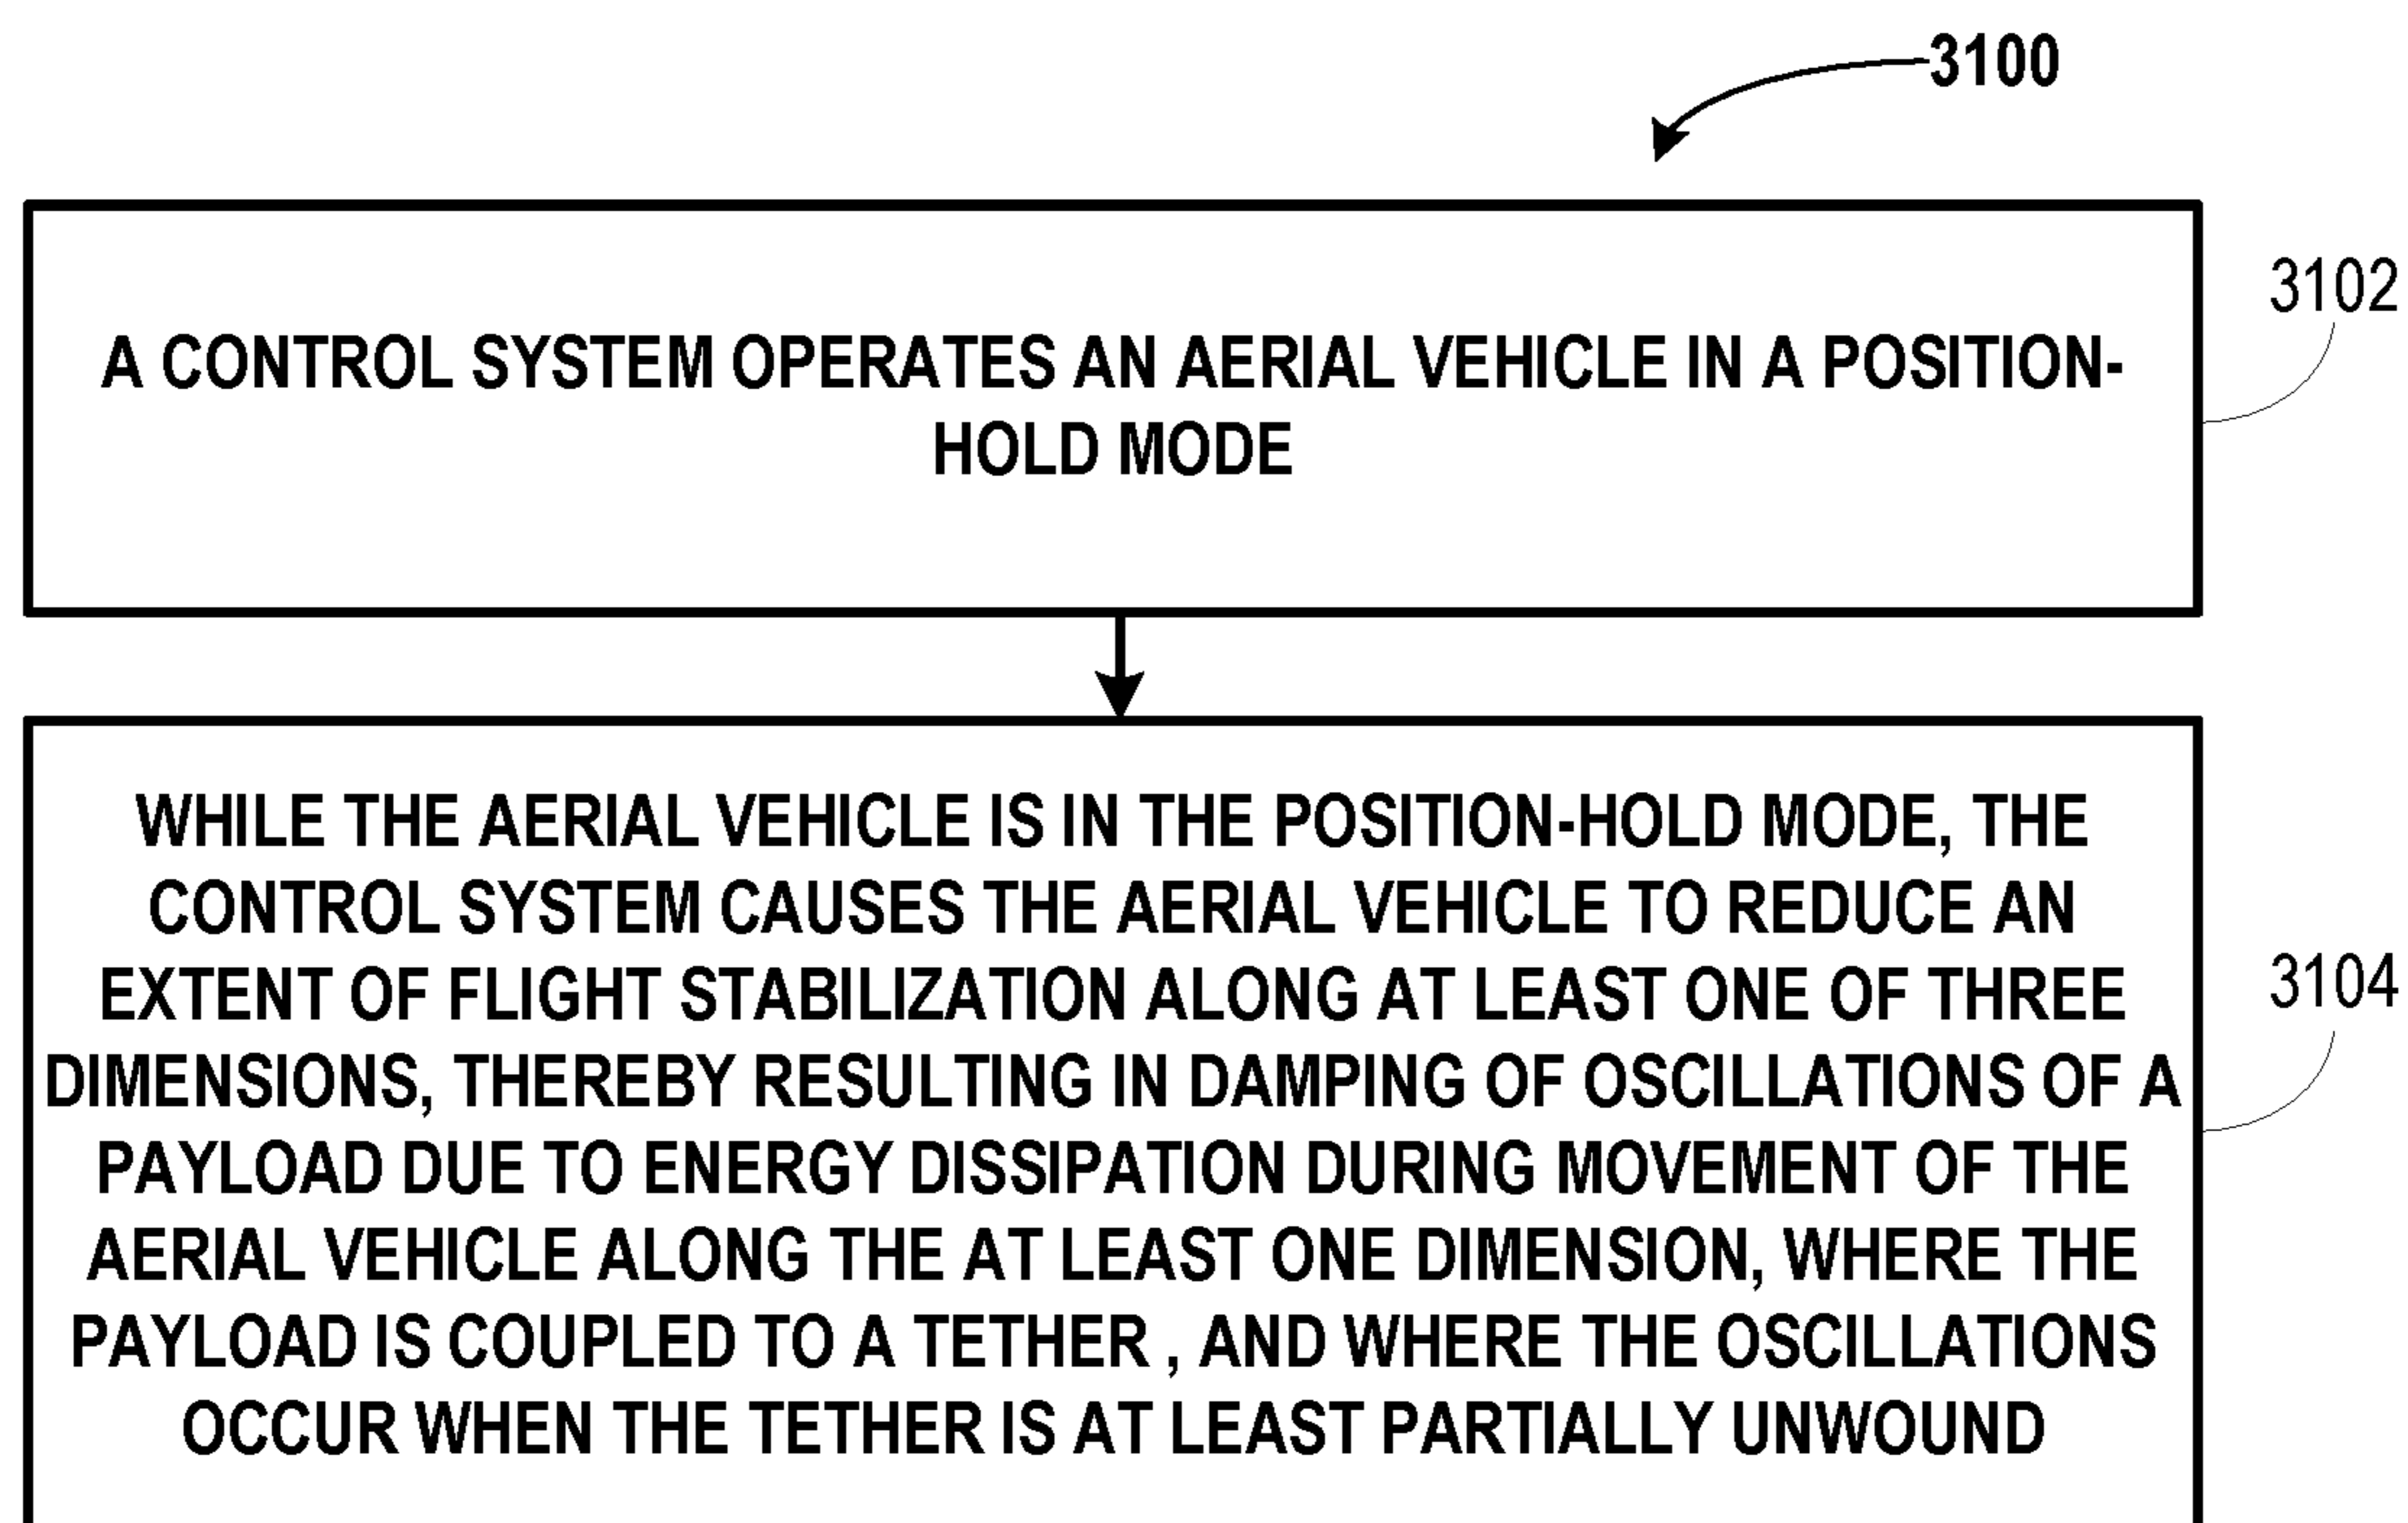 3100
A CONTROL SYSTEM OPERATES AN AERIAL VEHICLE IN A POSITION-
HOLD MODE
3102
WHILE THE AERIAL VEHICLE IS IN THE POSITION-HOLD MODE, THE
CONTROL SYSTEM CAUSES THE AERIAL VEHICLE TO REDUCE AN
EXTENT OF FLIGHT STABILIZATION ALONG AT LEAST ONE OF THREE
DIMENSIONS, THEREBY RESULTING IN DAMPING OF OSCILLATIONS OF A
PAYLOAD DUE TO ENERGY DISSIPATION DURING MOVEMENT OF THE
AERIAL VEHICLE ALONG THE AT LEAST ONE DIMENSION, WHERE THE
PAYLOAD IS COUPLED TO A TETHER , AND WHERE THE OSCILLATIONS
OCCUR WHEN THE TETHER IS AT LEAST PARTIALLY UNWOUND
3104